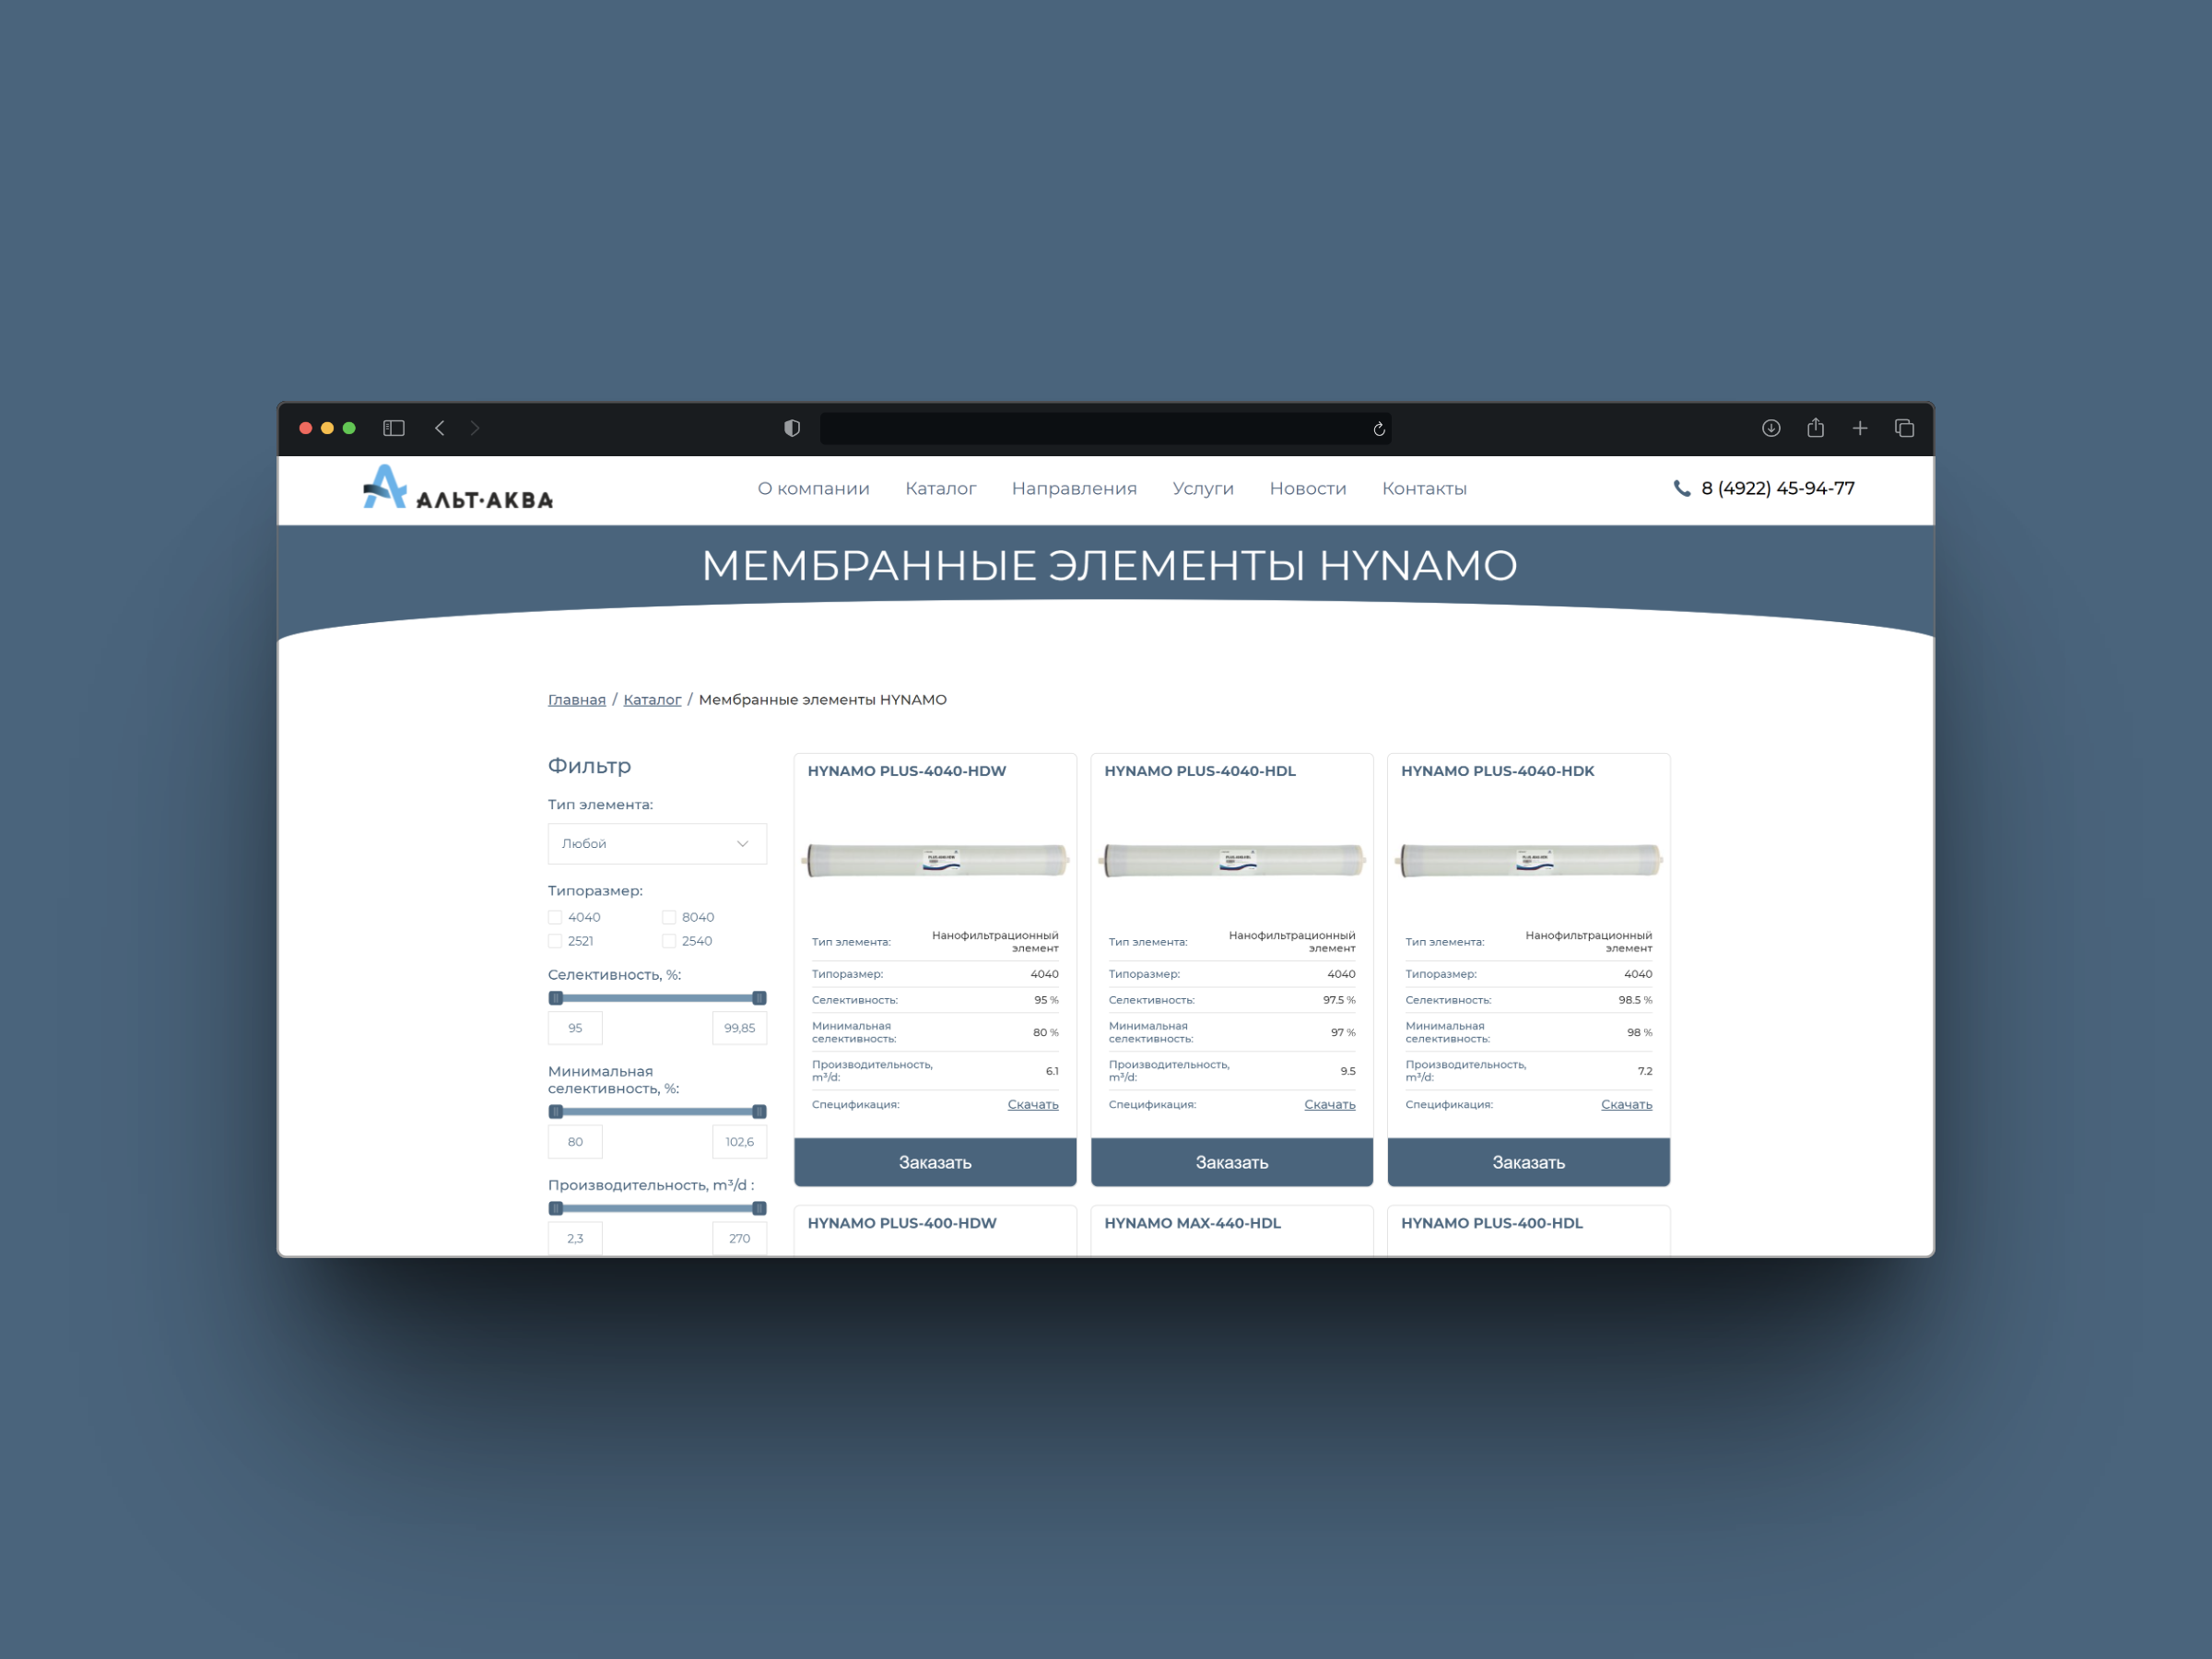 АЛЬТ·АКВА
О компании Каталог Направления Услуги Новости Контакты
8 (4922) 45-94-77
МЕМБРАННЫЕ ЭЛЕМЕНТЫ HYNAMO
Главная / Каталог / Мембранные элементы HYNAMO
Фильтр
Тип элемента:
Любой
Типоразмер:
4040 8040
2521 2540
Селективность, %:
95 99,85
Минимальная
селективность, %:
80 102,6
Производительность, m³/d :
2,3 270
HYNAMO PLUS-4040-HDW
Тип элемента: Нанофильтрационный
элемент
Типоразмер: 4040
Селективность: 95 %
Минимальная
селективность: 80 %
Производительность,
m³/d: 6.1
Спецификация: Скачать
Заказать
HYNAMO PLUS-4040-HDL
Тип элемента: Нанофильтрационный
элемент
Типоразмер: 4040
Селективность: 97.5 %
Минимальная
селективность: 97 %
Производительность,
m³/d: 9.5
Спецификация: Скачать
Заказать
HYNAMO PLUS-4040-HDK
Тип элемента: Нанофильтрационный
элемент
Типоразмер: 4040
Селективность: 98.5 %
Минимальная
селективность: 98 %
Производительность,
m³/d: 7.2
Спецификация: Скачать
Заказать
HYNAMO PLUS-400-HDW
HYNAMO MAX-440-HDL
HYNAMO PLUS-400-HDL